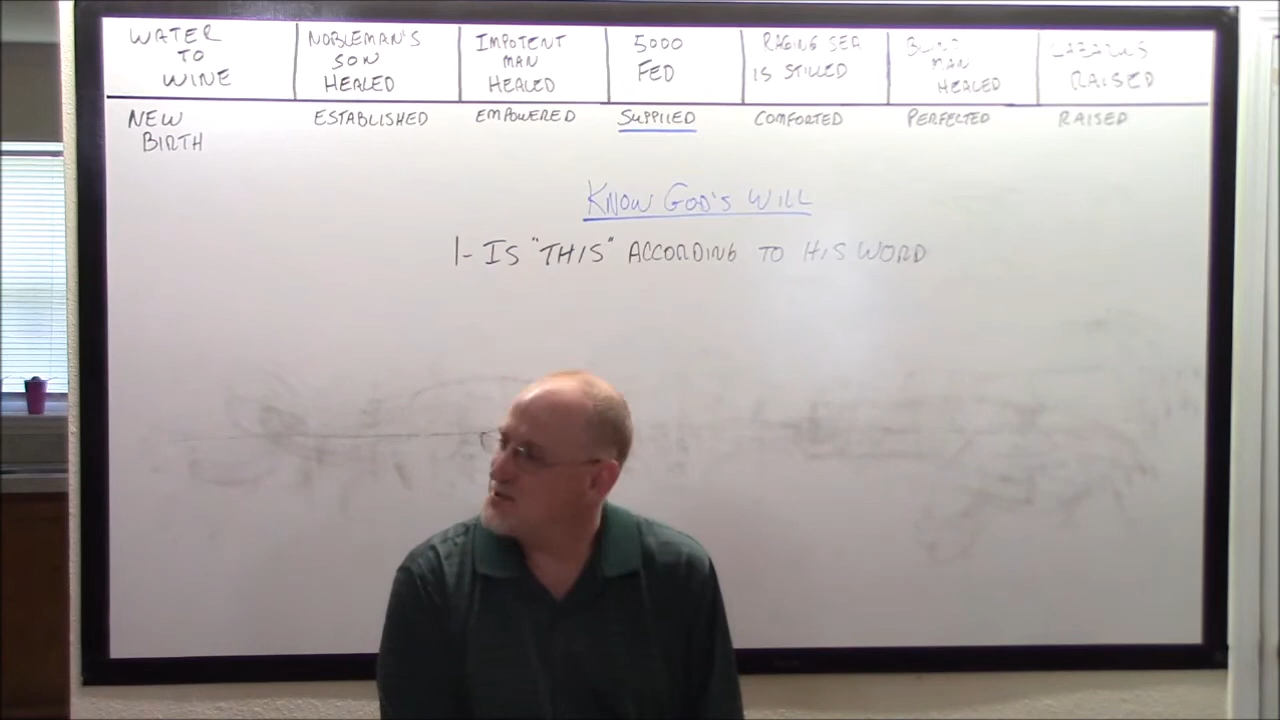 WATER
TO
WINE
NOBLEMAN'S
SON
HEALED
IMPOTENT
MAN
HEALED
5000
FED
RAGING SEA
IS STILLED
BLIND
MAN
HEALED
LAZARUS
RAISED
NEW
BIRTH
ESTABLISHED
EMPOWERED
SUPPLIED
COMFORTED
PERFECTED
RAISED
KNOW GOD'S WILL
1- IS "THIS" ACCORDING TO HIS WORD